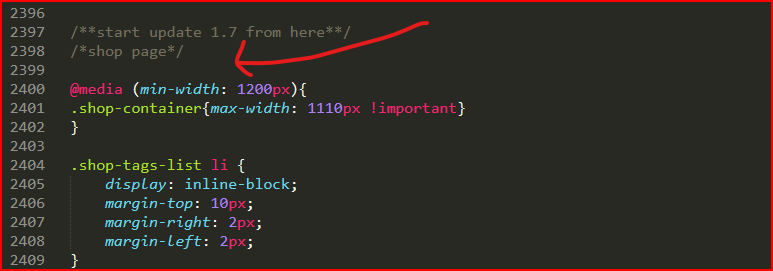 2396
2397 /**start update 1.7 from here**/
2398 /*shop page*/
2399
2400 @media (min-width: 1200px){
2401 .shop-container{max-width: 1110px !important}
2402 }
2403
2404 .shop-tags-list li {
2405     display: inline-block;
2406     margin-top: 10px;
2407     margin-right: 2px;
2408     margin-left: 2px;
2409 }